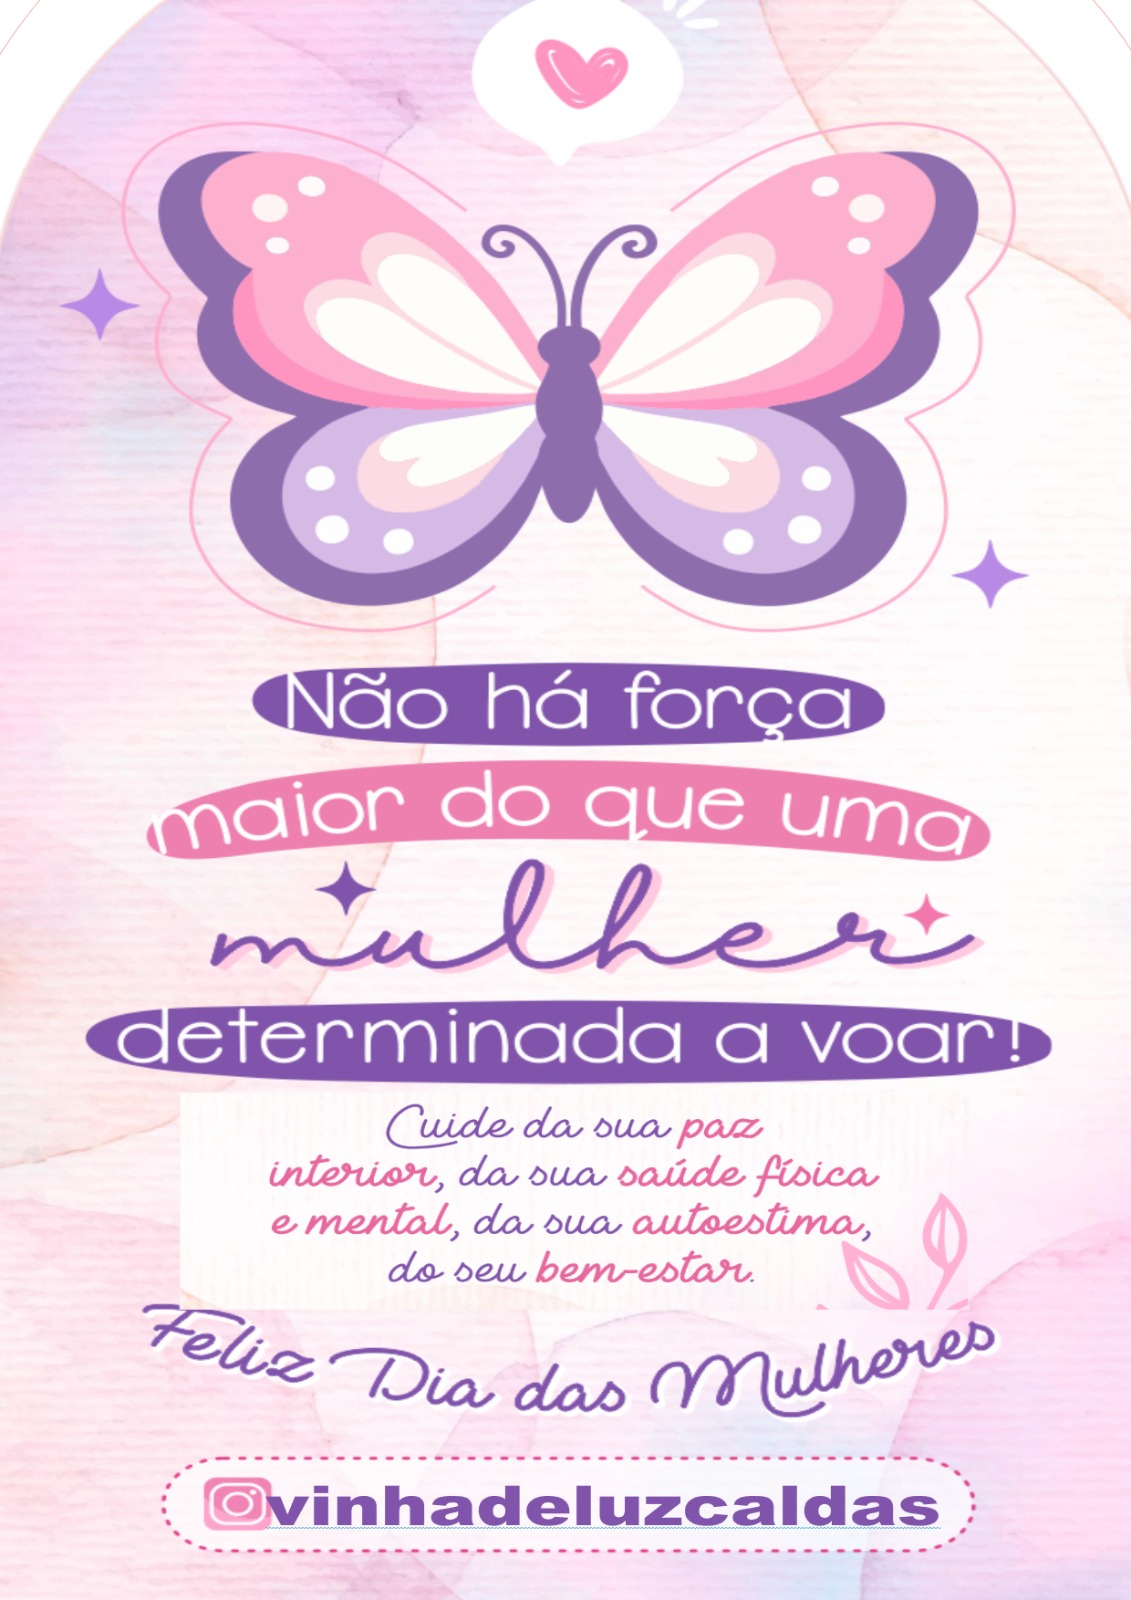 Não há força
maior do que uma
mulher
determinada a voar!
Cuide da sua paz
interior, da sua saúde física
e mental, da sua autoestima,
do seu bem-estar.
Feliz Dia das Mulheres
vinhadeluzcaldas